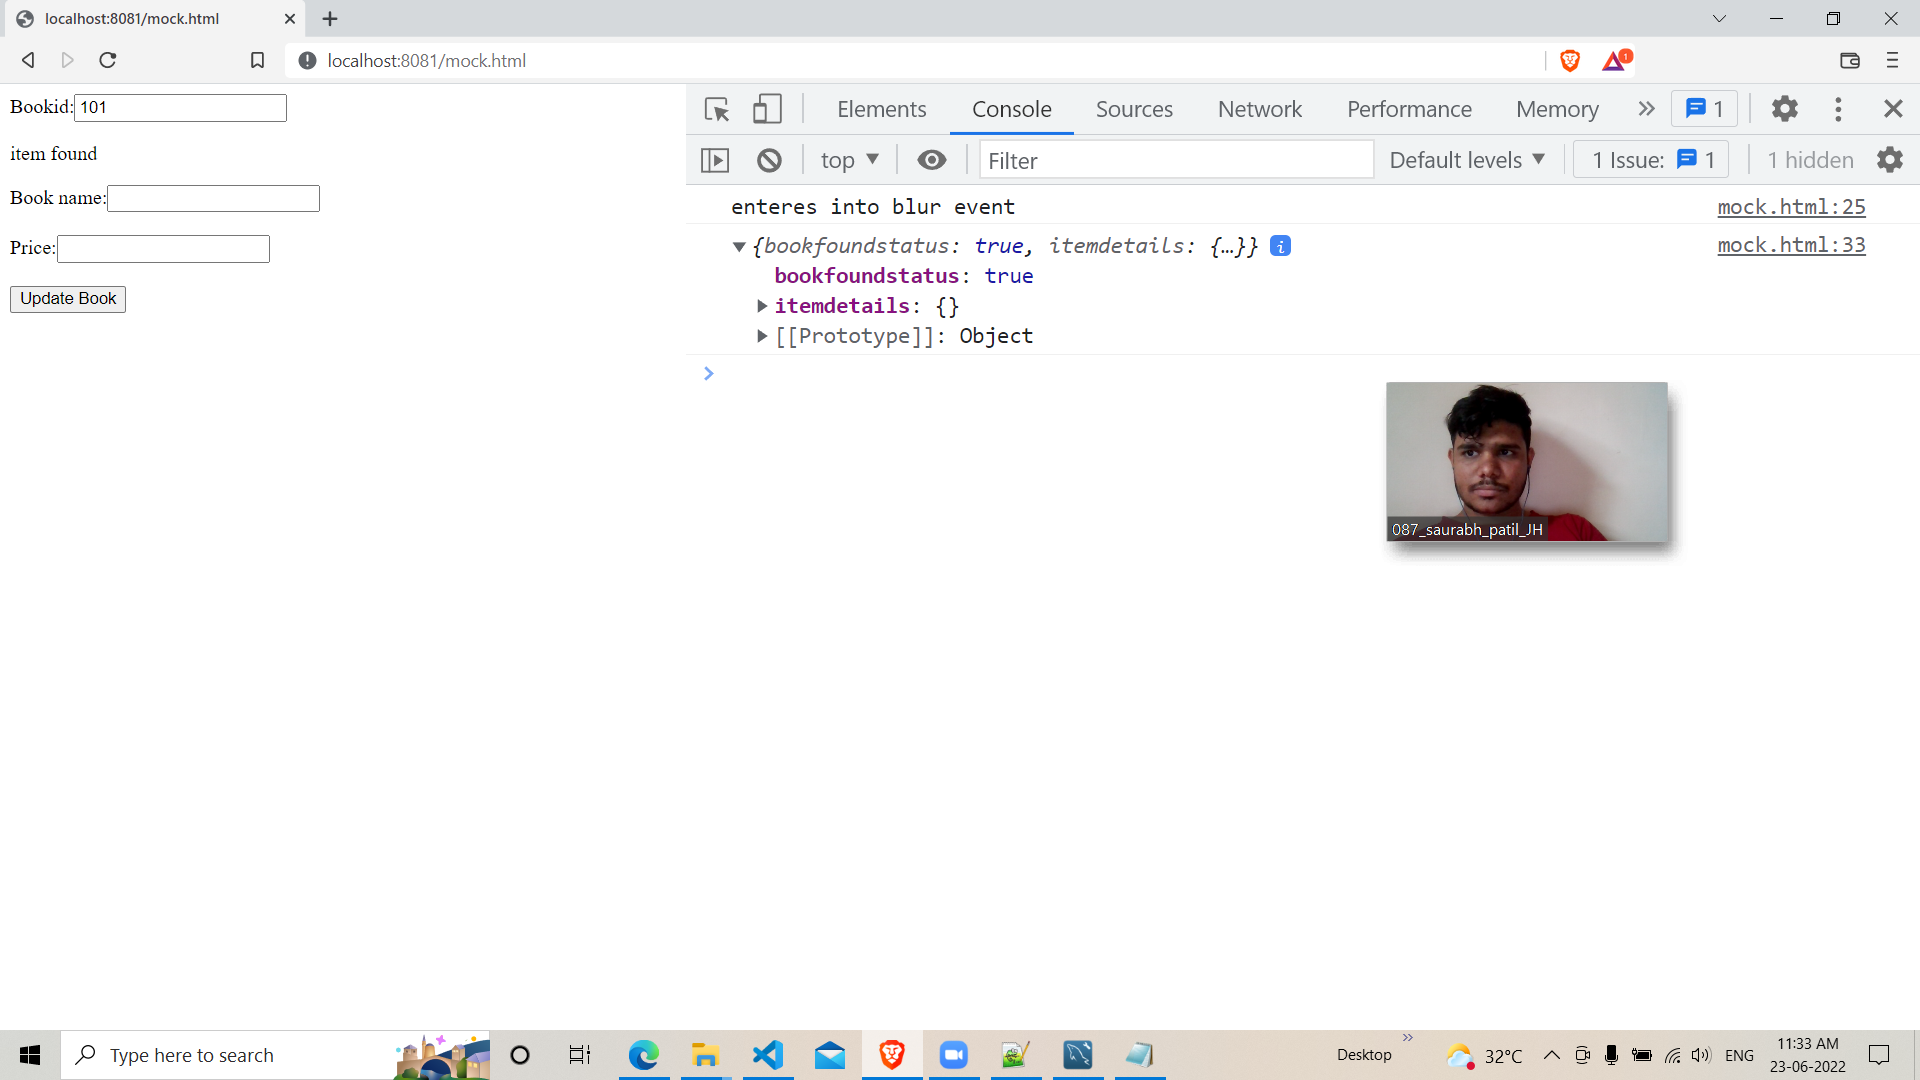 localhost:8081/mock.html
localhost:8081/mock.html
1
Bookid: 101
item found
Book name:
Price:
Update Book
Elements Console Sources Network Performance Memory 1
top Filter Default levels 1 Issue: 1 1 hidden
enteres into blur event mock.html:25
{bookfoundstatus: true, itemdetails: {…}} i mock.html:33
bookfoundstatus: true
itemdetails: {}
[[Prototype]]: Object
087_saurabh_patil_JH
Type here to search
Desktop
32°C
ENG
11:33 AM
23-06-2022